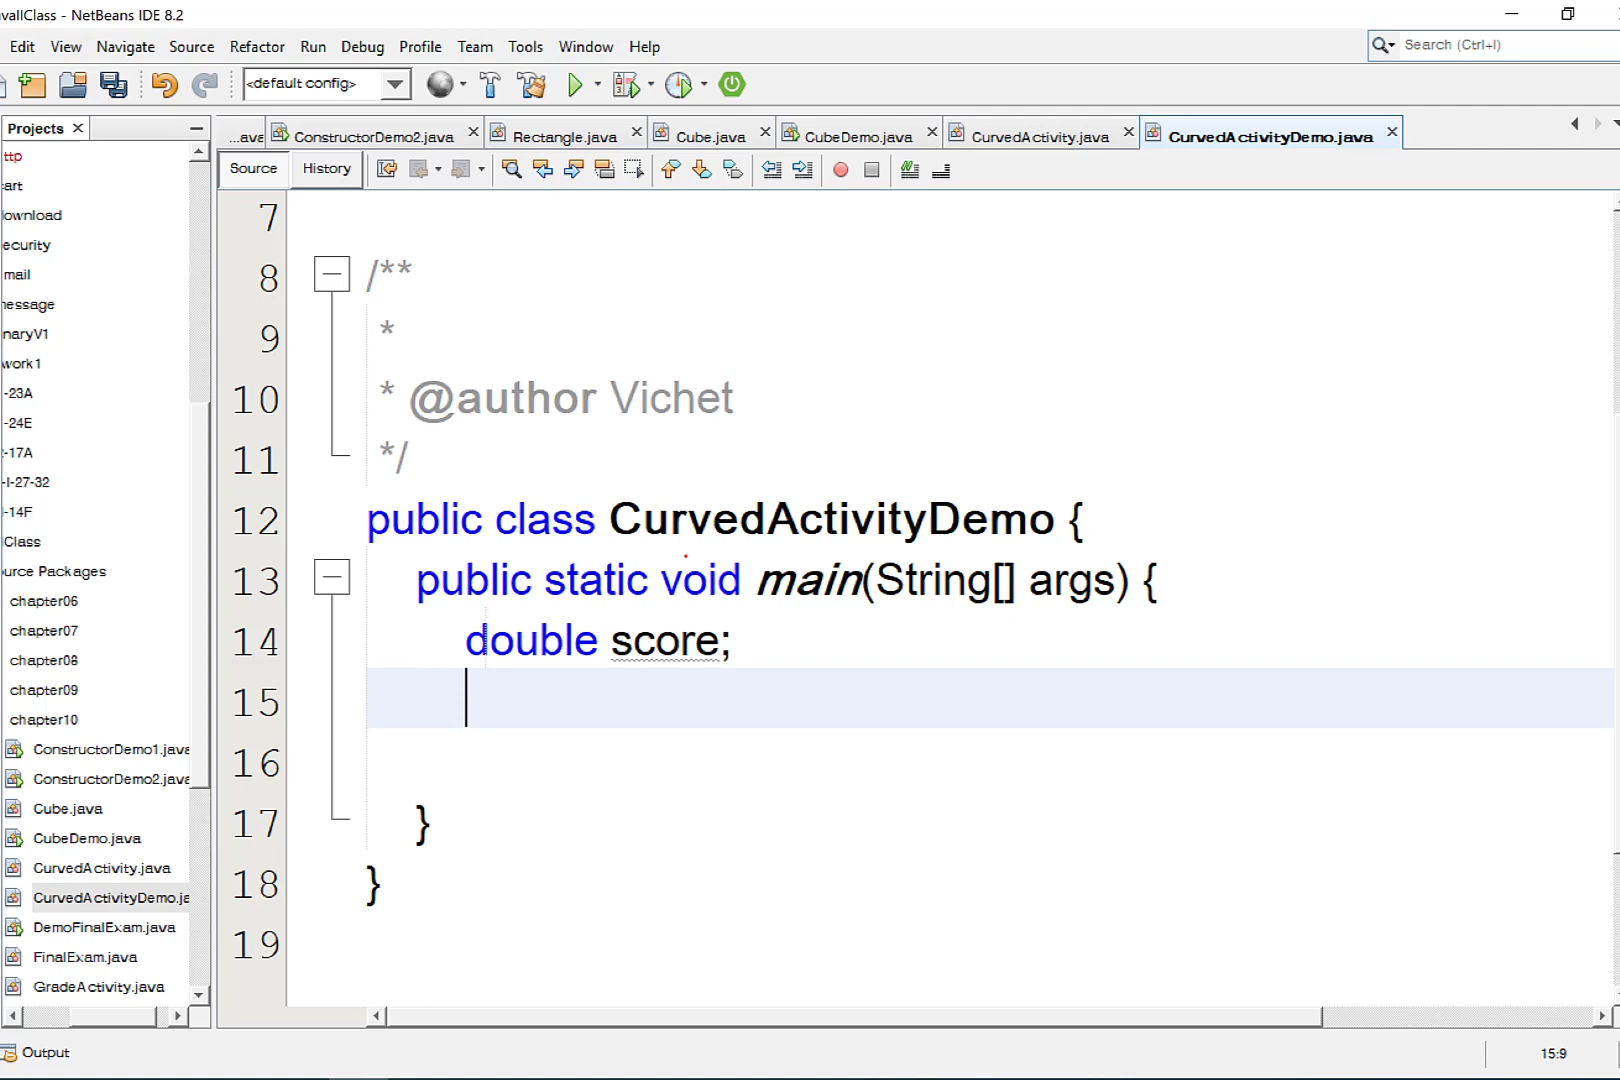 avallClass - NetBeans IDE 8.2
Edit View Navigate Source Refactor Run Debug Profile Team Tools Window Help
Search (Ctrl+I)
<default config>
Projects
...ava ConstructorDemo2.java Rectangle.java Cube.java CubeDemo.java CurvedActivity.java CurvedActivityDemo.java
Source History
ttp
art
ownload
ecurity
mail
nessage
naryV1
work1
-23A
-24E
-17A
-I-27-32
-14F
Class
urce Packages
chapter06
chapter07
chapter08
chapter09
chapter10
ConstructorDemo1.java
ConstructorDemo2.java
Cube.java
CubeDemo.java
CurvedActivity.java
CurvedActivityDemo.ja
DemoFinalExam.java
FinalExam.java
GradeActivity.java
7
8 /**
9 *
10 * @author Vichet
11 */
12 public class CurvedActivityDemo {
13 public static void main(String[] args) {
14 double score;
15
16
17 }
18 }
19
Output
15:9